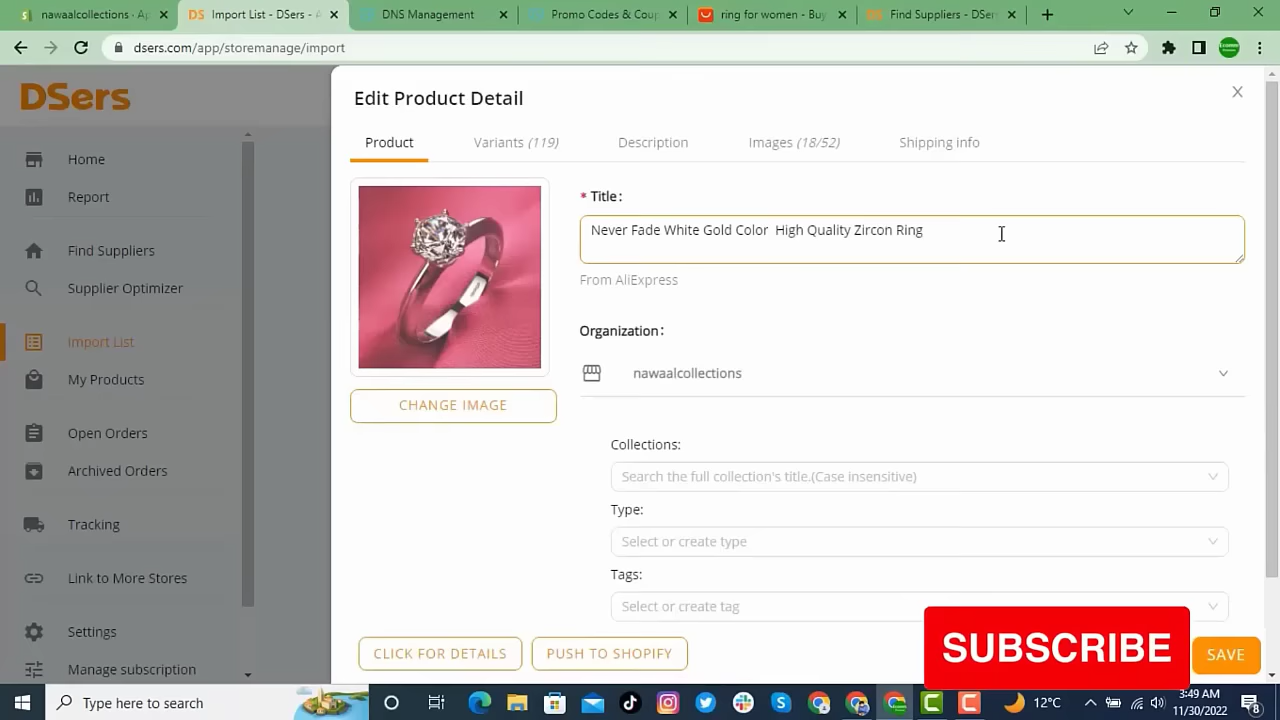 nawaalcollections · Ap
DS Import List - DSers - A
DNS Management
Promo Codes & Coup
ring for women - Buy
DS Find Suppliers - DSer
dsers.com/app/storemanage/import
DSers
Home
Report
Find Suppliers
Supplier Optimizer
Import List
My Products
Open Orders
Archived Orders
Tracking
Link to More Stores
Settings
Manage subscription
Edit Product Detail
Product Variants (119) Description Images (18/52) Shipping info
* Title:
Never Fade White Gold Color  High Quality Zircon Ring
From AliExpress
Organization:
nawaalcollections
CHANGE IMAGE
Collections:
Search the full collection's title.(Case insensitive)
Type:
Select or create type
Tags:
Select or create tag
CLICK FOR DETAILS PUSH TO SHOPIFY
SUBSCRIBE
SAVE
Type here to search
12°C
3:49 AM
11/30/2022
8